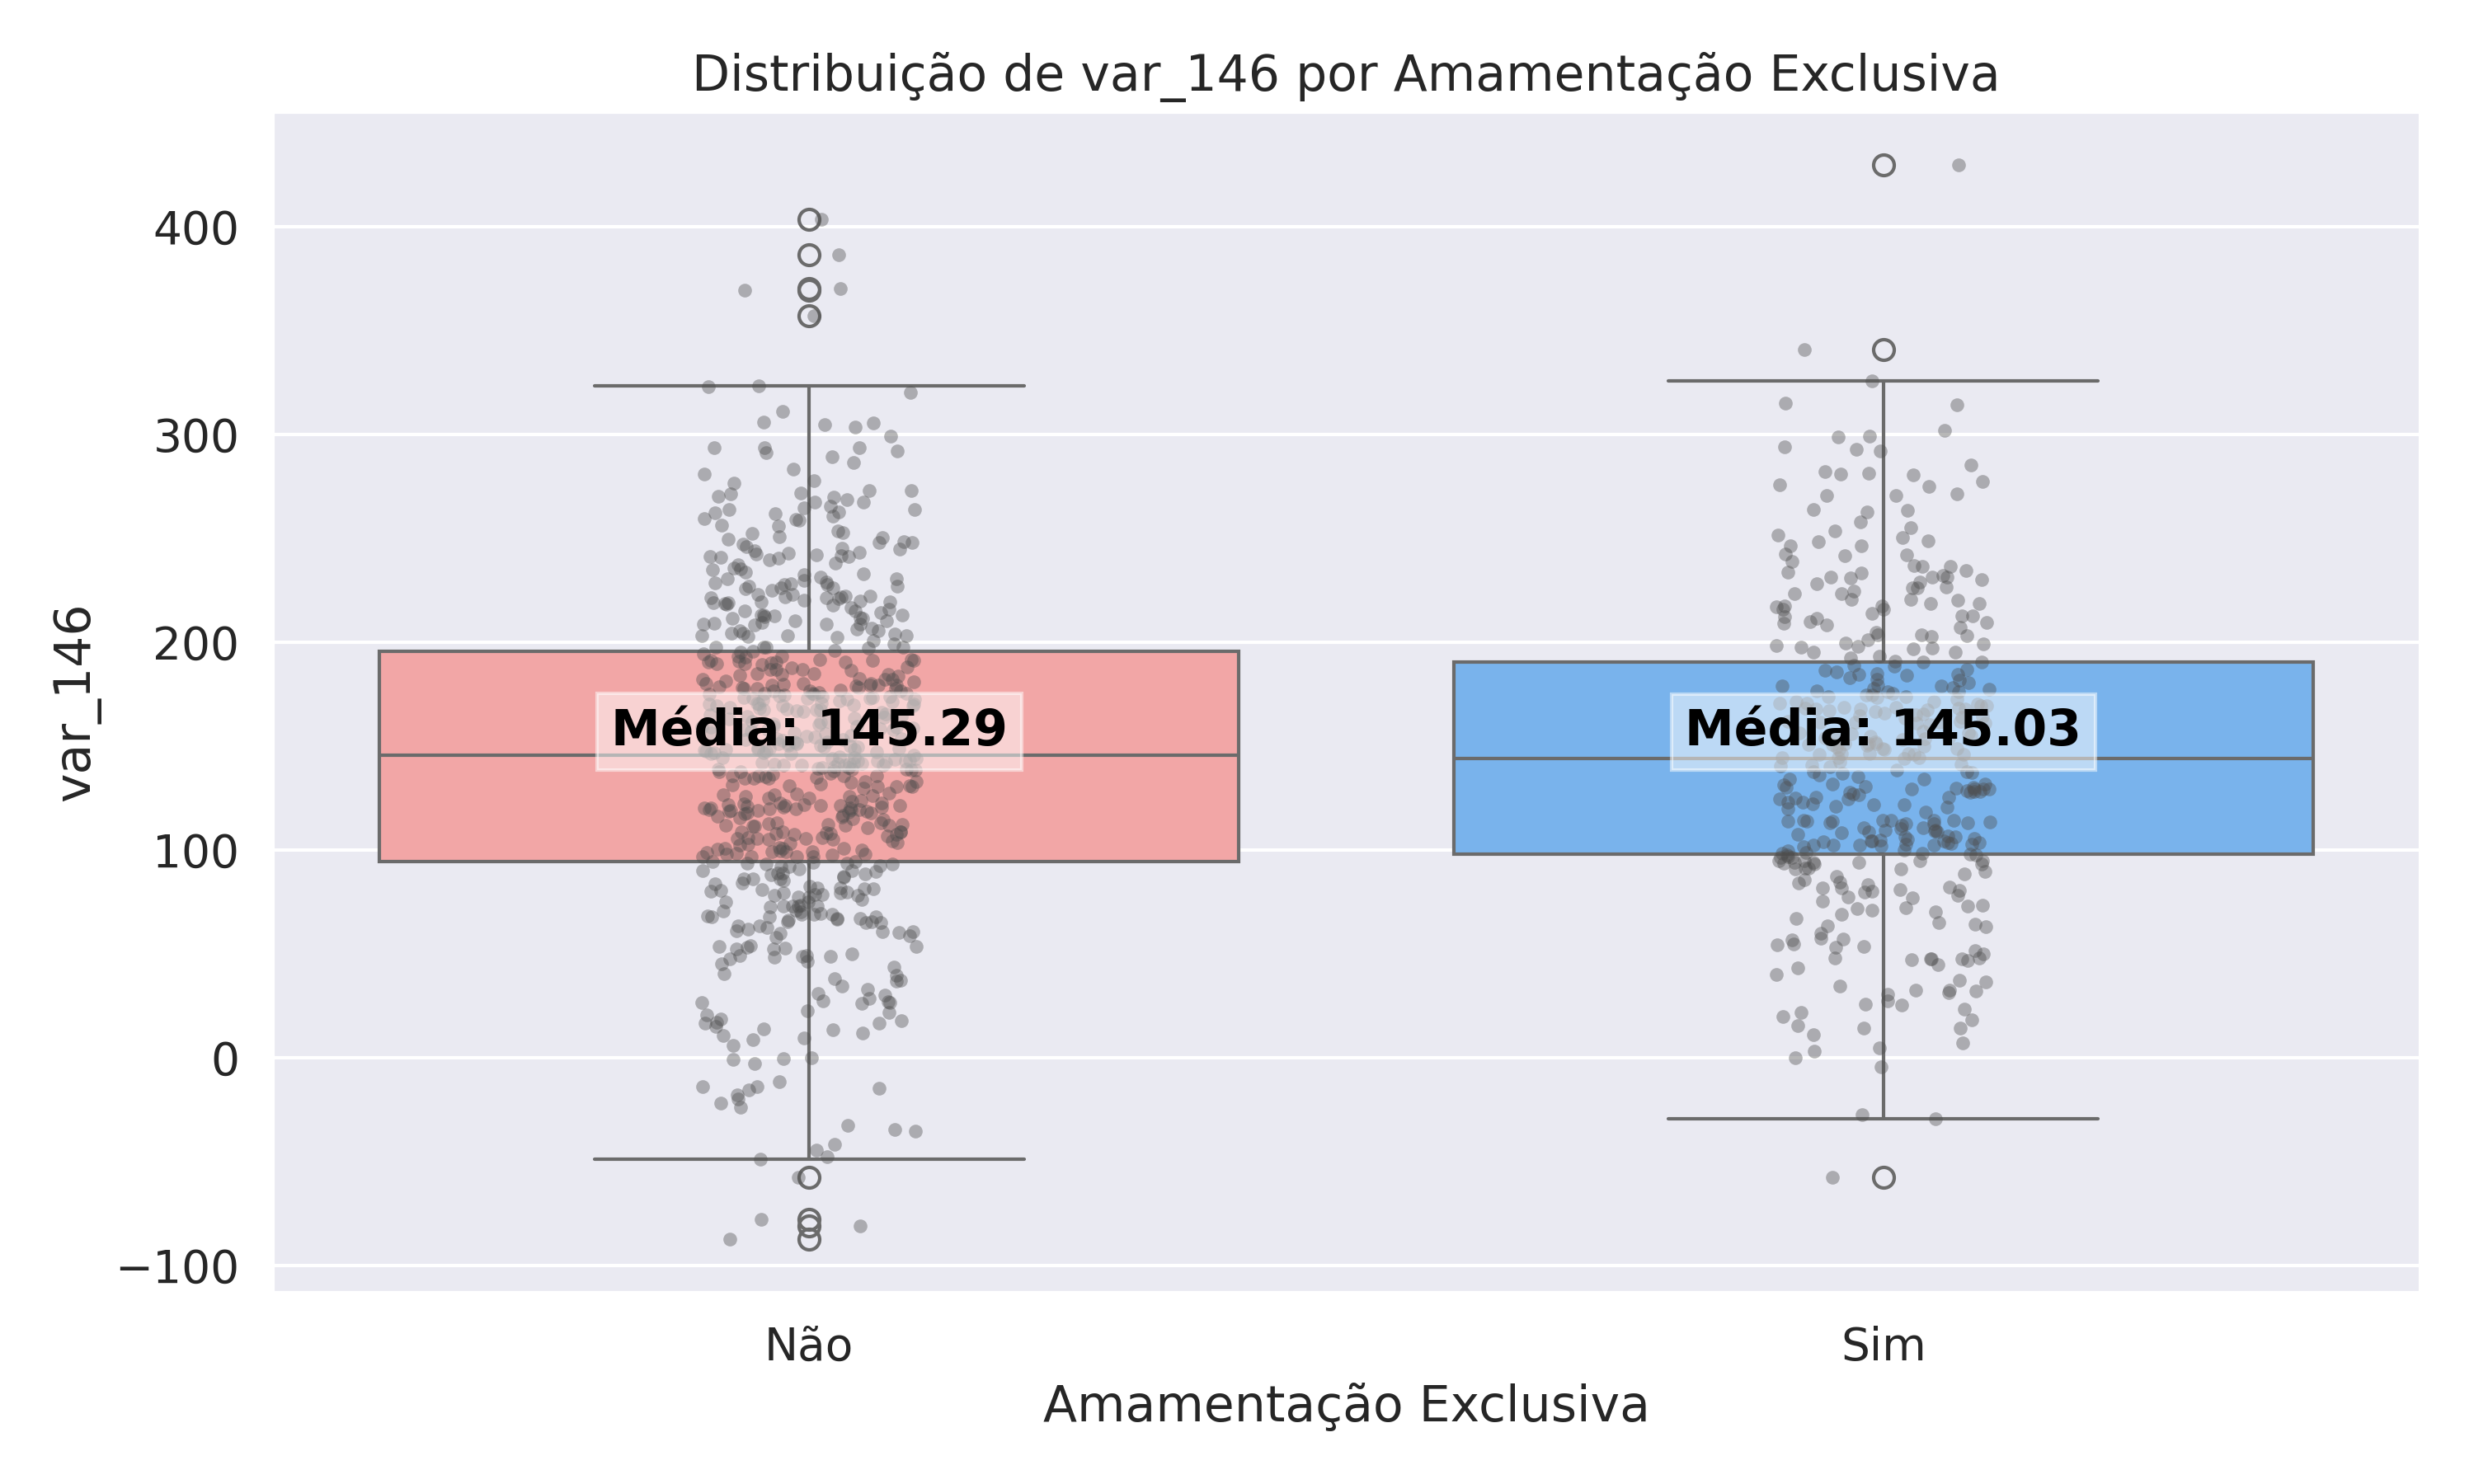 Distribuição de var_146 por Amamentação Exclusiva
var_146
400
300
200
100
0
−100
Média: 145.29
Média: 145.03
Não
Sim
Amamentação Exclusiva